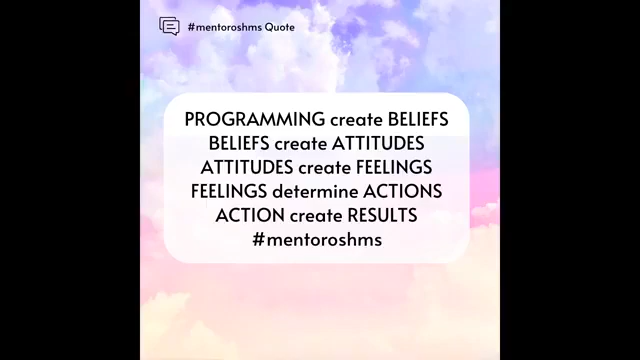 #mentoroshms Quote
PROGRAMMING create BELIEFS
BELIEFS create ATTITUDES
ATTITUDES create FEELINGS
FEELINGS determine ACTIONS
ACTION create RESULTS
#mentoroshms